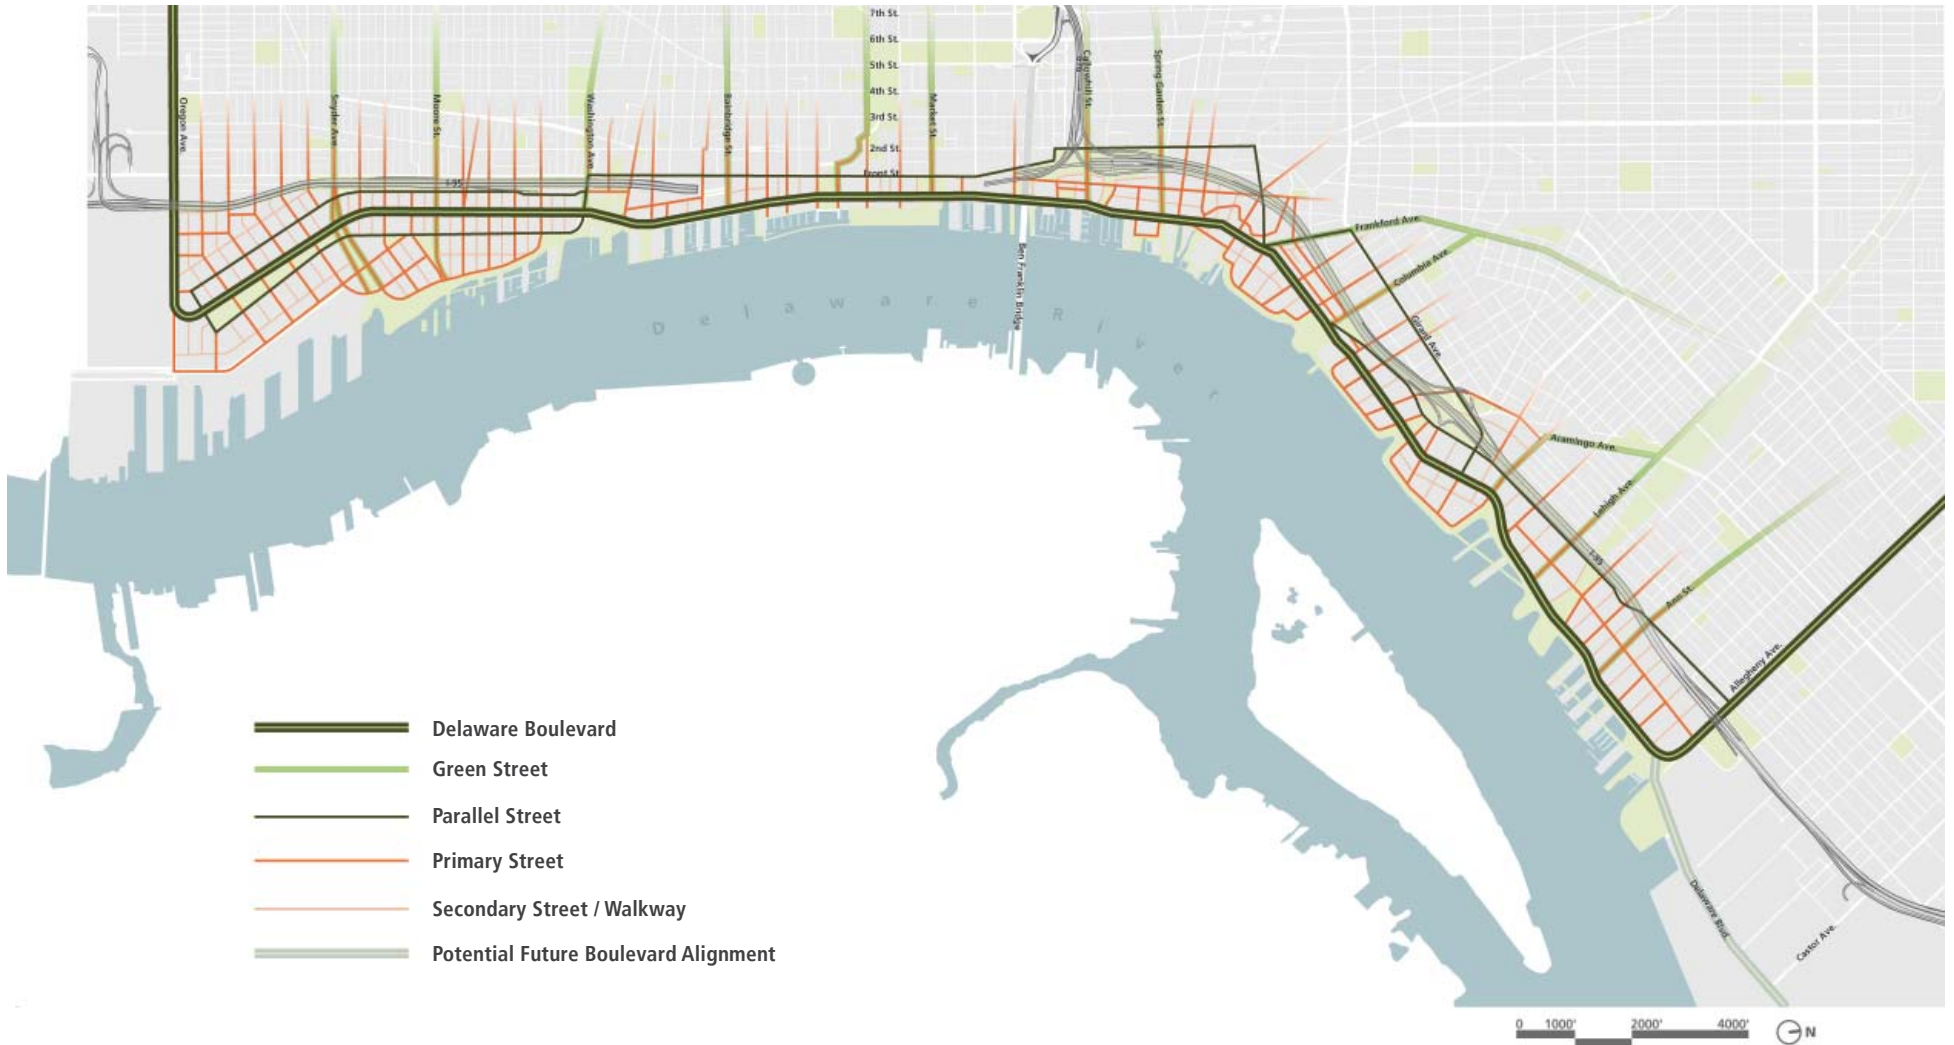 7th St.
6th St.
5th St.
4th St.
3rd St.
2nd St.
Front St.
Oregon Ave.
Snyder Ave.
Moore St.
Washington Ave.
Bainbridge St.
Market St.
Callowhill St.
Spring Garden St.
I-95
Frankford Ave.
Columbia Ave.
Girard Ave.
Aramingo Ave.
Lehigh Ave.
I-95
Ann St.
Allegheny Ave.
Ben Franklin Bridge
Delaware River
Delaware Boulevard
Green Street
Parallel Street
Primary Street
Secondary Street / Walkway
Potential Future Boulevard Alignment
Delaware Blvd.
Castor Ave.
0 1000' 2000' 4000'
N